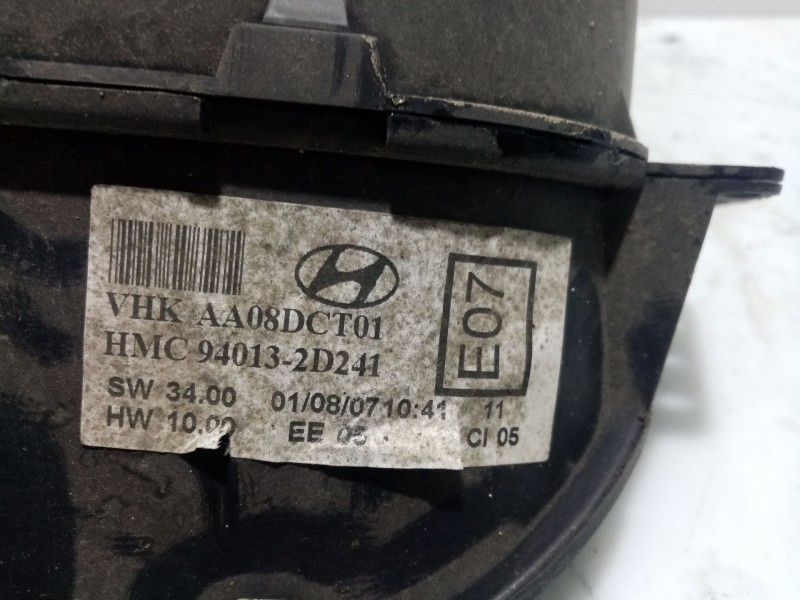 VHK AA08DCT01
HMC 94013-2D241
E07
SW 34.00 01/08/07 10:41 11
HW 10.00 EE 05 CI 05